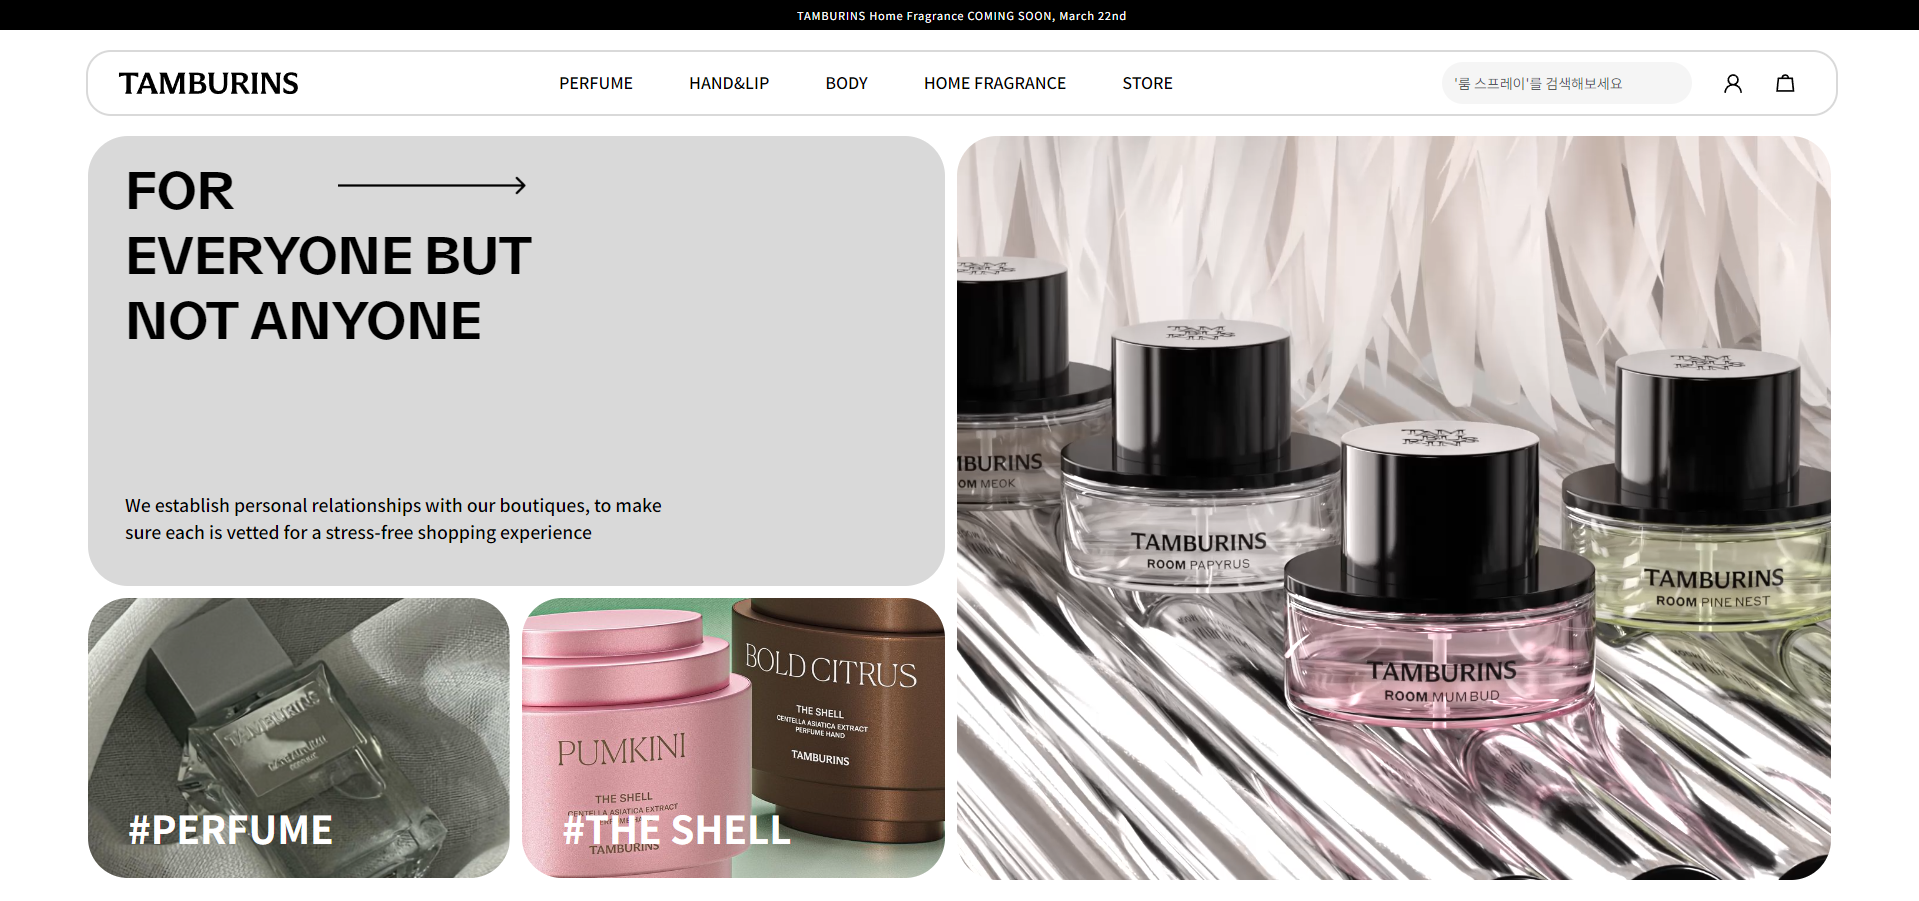 TAMBURINS Home Fragrance COMING SOON, March 22nd
TAMBURINS
PERFUME
HAND&LIP
BODY
HOME FRAGRANCE
STORE
'룸 스프레이'를 검색해보세요
FOR
EVERYONE BUT
NOT ANYONE
We establish personal relationships with our boutiques, to make
sure each is vetted for a stress-free shopping experience
#PERFUME
PUMKINI
THE SHELL
CENTELLA ASIATICA EXTRACT
TAMBURINS
#THE SHELL
BOLD CITRUS
THE SHELL
CENTELLA ASIATICA EXTRACT
PERFUME HAND
TAMBURINS
TAM
BUS
RINS
MBURINS
OM MEOK
TAMBURINS
ROOM PAPYRUS
TAMBURINS
ROOM MUMBUD
TAMBURINS
ROOM PINE NEST